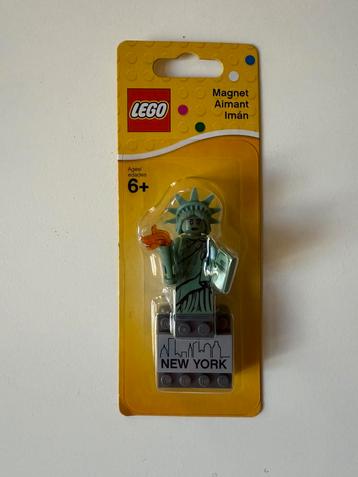 LEGO
Magnet
Aimant
Imán
Ages/
edades
6+
NEW YORK